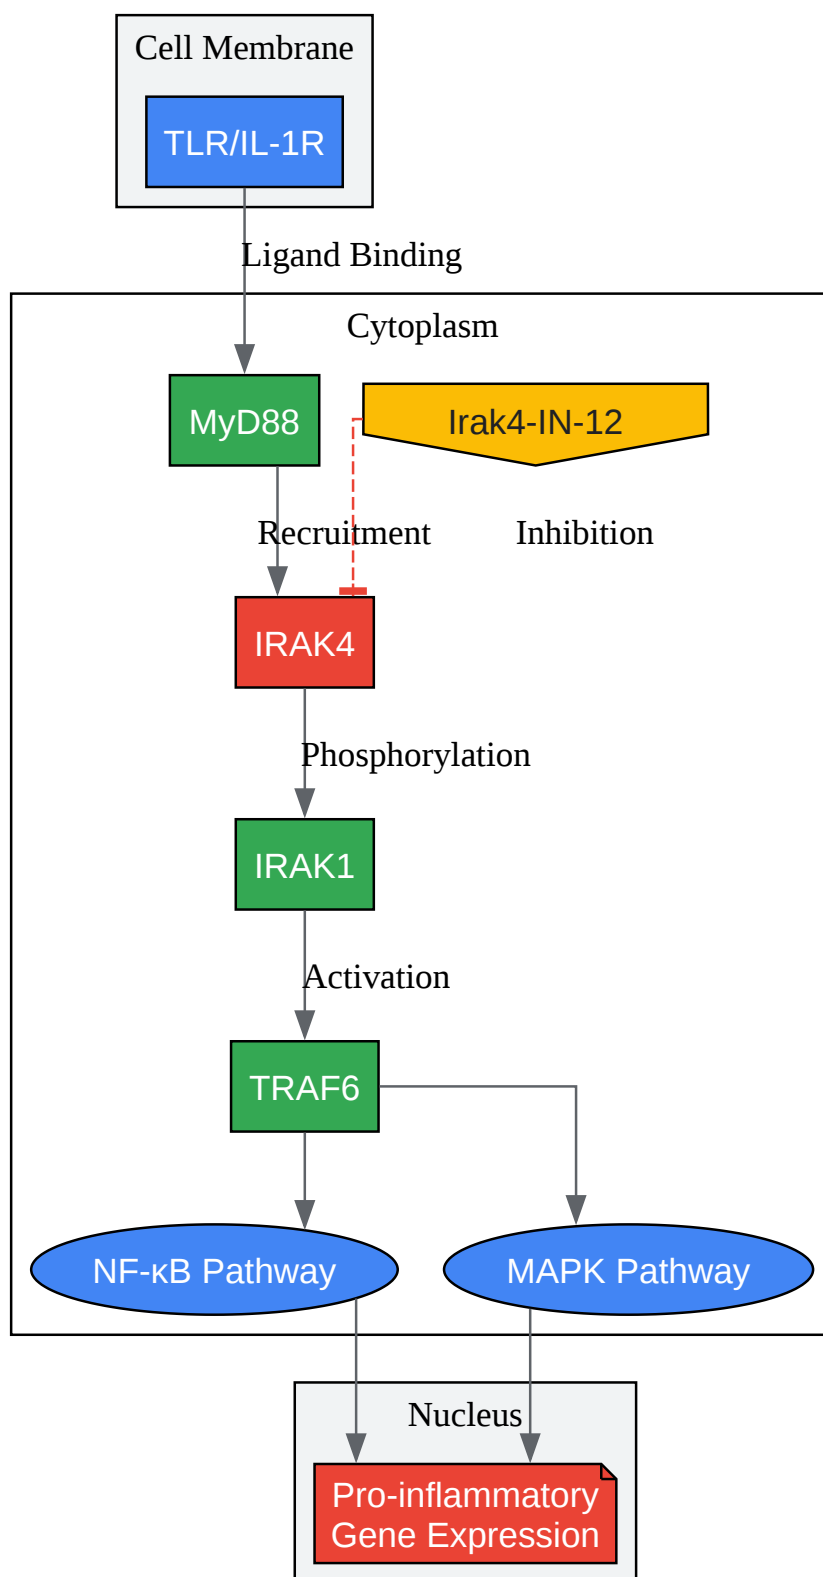 Cell Membrane
TLR/IL-1R
Ligand Binding
Cytoplasm
MyD88
Irak4-IN-12
Recruitment
Inhibition
IRAK4
Phosphorylation
IRAK1
Activation
TRAF6
NF-κB Pathway
MAPK Pathway
Nucleus
Pro-inflammatory
Gene Expression